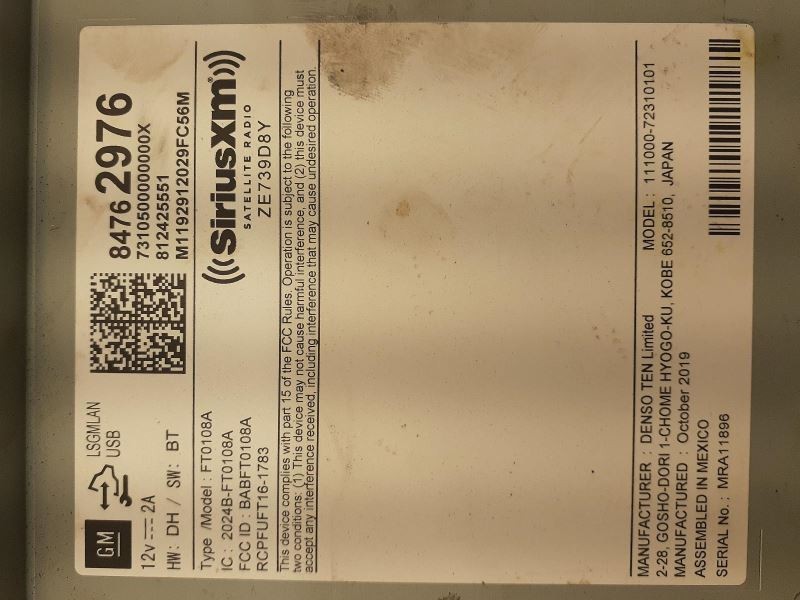 GM
LSGMLAN
USB
84762976
731050000000000X
812425551
M1192912029FC56M
12v 2A
HW: DH / SW: BT
Type /Model : FT0108A
IC : 2024B-FT0108A
FCC ID : BABFT0108A
RCPFUFT16-1783
SiriusXm
SATELLITE RADIO
ZE739D8Y
This device complies with part 15 of the FCC Rules. Operation is subject to the following
two conditions: (1) This device may not cause harmful interference, and (2) this device must
accept any interference received, including interference that may cause undesired operation.
MANUFACTURER : DENSO TEN Limited MODEL : 111000-72310101
2-28, GOSHO-DORI 1-CHOME HYOGO-KU, KOBE 652-8510, JAPAN
MANUFACTURED : October 2019
ASSEMBLED IN MEXICO
SERIAL No.: MRA11896